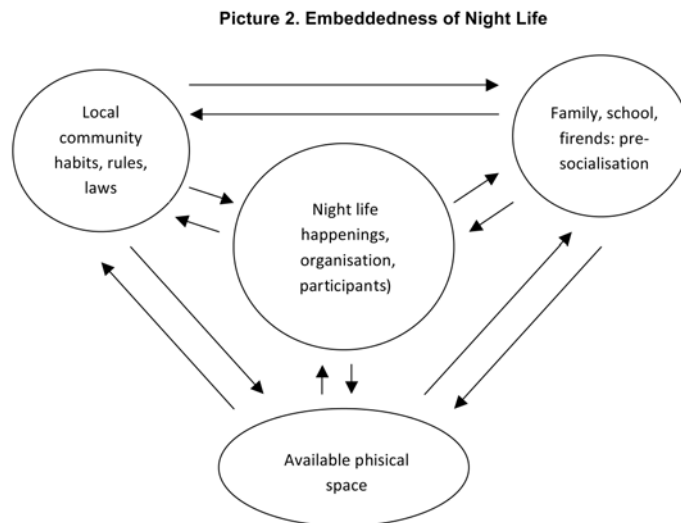 Picture 2. Embeddedness of Night Life
Local
community
habits, rules,
laws
Family, school,
firends: pre-
socialisation
Night life
happenings,
organisation,
participants)
Available phisical
space